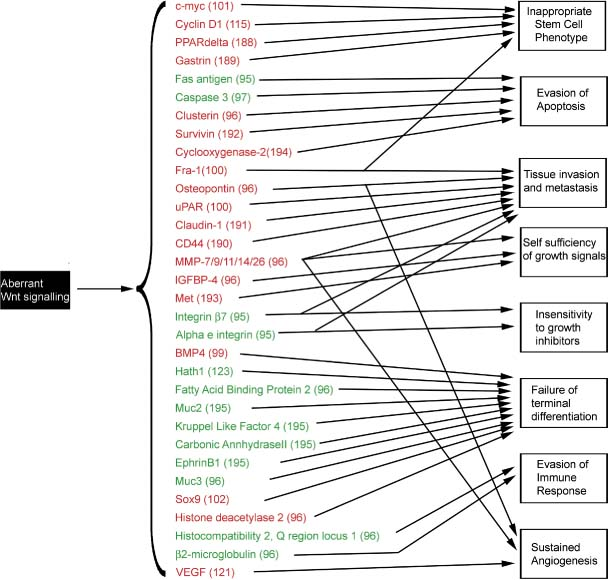 Aberrant
Wnt signalling
c-myc (101)
Cyclin D1 (115)
PPARdelta (188)
Gastrin (189)
Fas antigen (95)
Caspase 3 (97)
Clusterin (96)
Survivin (192)
Cyclooxygenase-2(194)
Fra-1(100)
Osteopontin (96)
uPAR (100)
Claudin-1 (191)
CD44 (190)
MMP-7/9/11/14/26 (96)
IGFBP-4 (96)
Met (193)
Integrin β7 (95)
Alpha e integrin (95)
BMP4 (99)
Hath1 (123)
Fatty Acid Binding Protein 2 (96)
Muc2 (195)
Kruppel Like Factor 4 (195)
Carbonic AnnhydraseII (195)
EphrinB1 (195)
Muc3 (96)
Sox9 (102)
Histone deacetylase 2 (96)
Histocompatibility 2, Q region locus 1 (96)
β2-microglobulin (96)
VEGF (121)
Inappropriate
Stem Cell
Phenotype
Evasion of
Apoptosis
Tissue invasion
and metastasis
Self sufficiency
of growth signals
Insensitivity
to growth
inhibitors
Failure of
terminal
differentiation
Evasion of
Immune
Response
Sustained
Angiogenesis